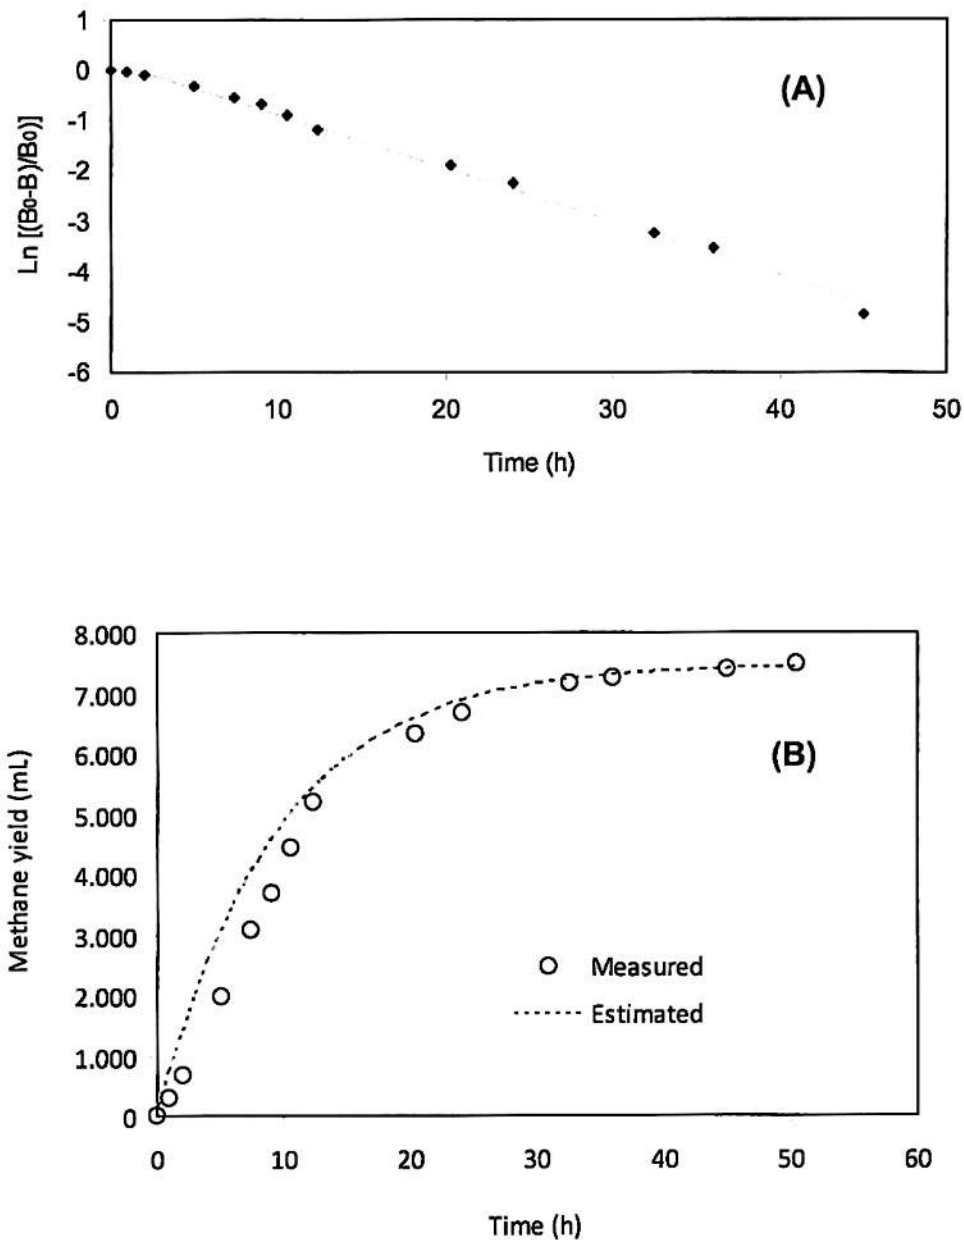 1
0
-1
-2
-3
-4
-5
-6
Ln [(B₀-B)/B₀)]
(A)
0 10 20 30 40 50
Time (h)
8.000
7.000
6.000
5.000
4.000
3.000
2.000
1.000
0
Methane yield (mL)
(B)
Measured
Estimated
0 10 20 30 40 50 60
Time (h)